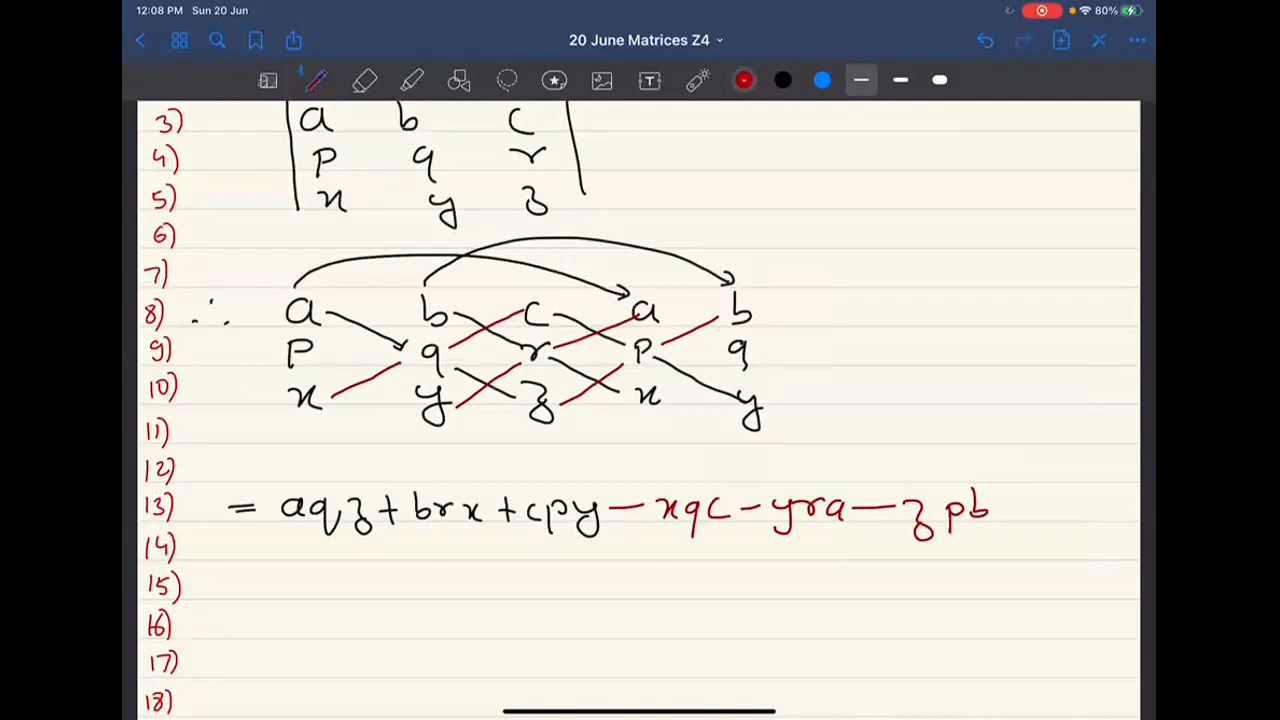 12:08 PM Sun 20 Jun 80%
20 June Matrices Z4
3) a b c
4) p q r
5) x y z
6)
7)
8) ∴ a b c a b
9) p q r p q
10) x y z x y
11)
12)
13) = aqz + brx + cpy − xqc − yra − zpb
14)
15)
16)
17)
18)